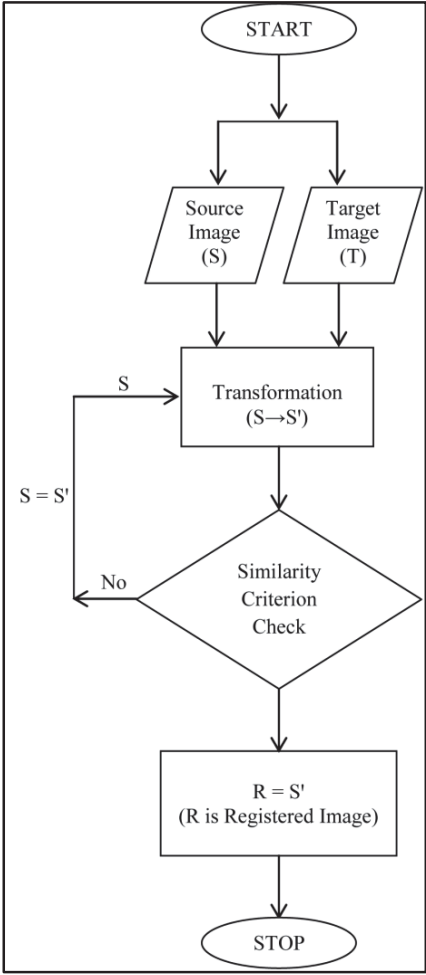 START
Source
Image
(S)
Target
Image
(T)
Transformation
(S→S')
S
S = S'
No
Similarity
Criterion
Check
R = S'
(R is Registered Image)
STOP